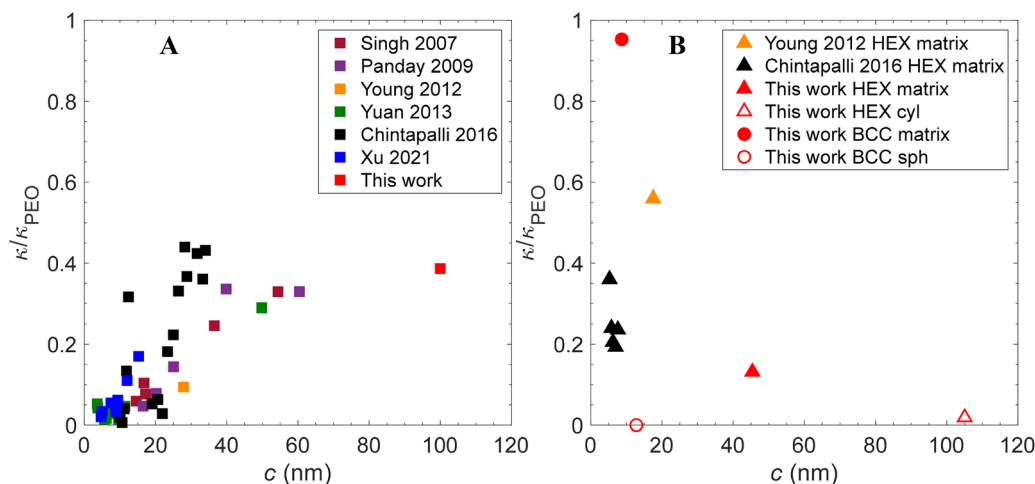 A
Singh 2007
Panday 2009
Young 2012
Yuan 2013
Chintapalli 2016
Xu 2021
This work
1
0.8
0.6
0.4
0.2
0
κ/κPEO
0 20 40 60 80 100 120
c (nm)
B
Young 2012 HEX matrix
Chintapalli 2016 HEX matrix
This work HEX matrix
This work HEX cyl
This work BCC matrix
This work BCC sph
1
0.8
0.6
0.4
0.2
0
κ/κPEO
0 20 40 60 80 100 120
c (nm)